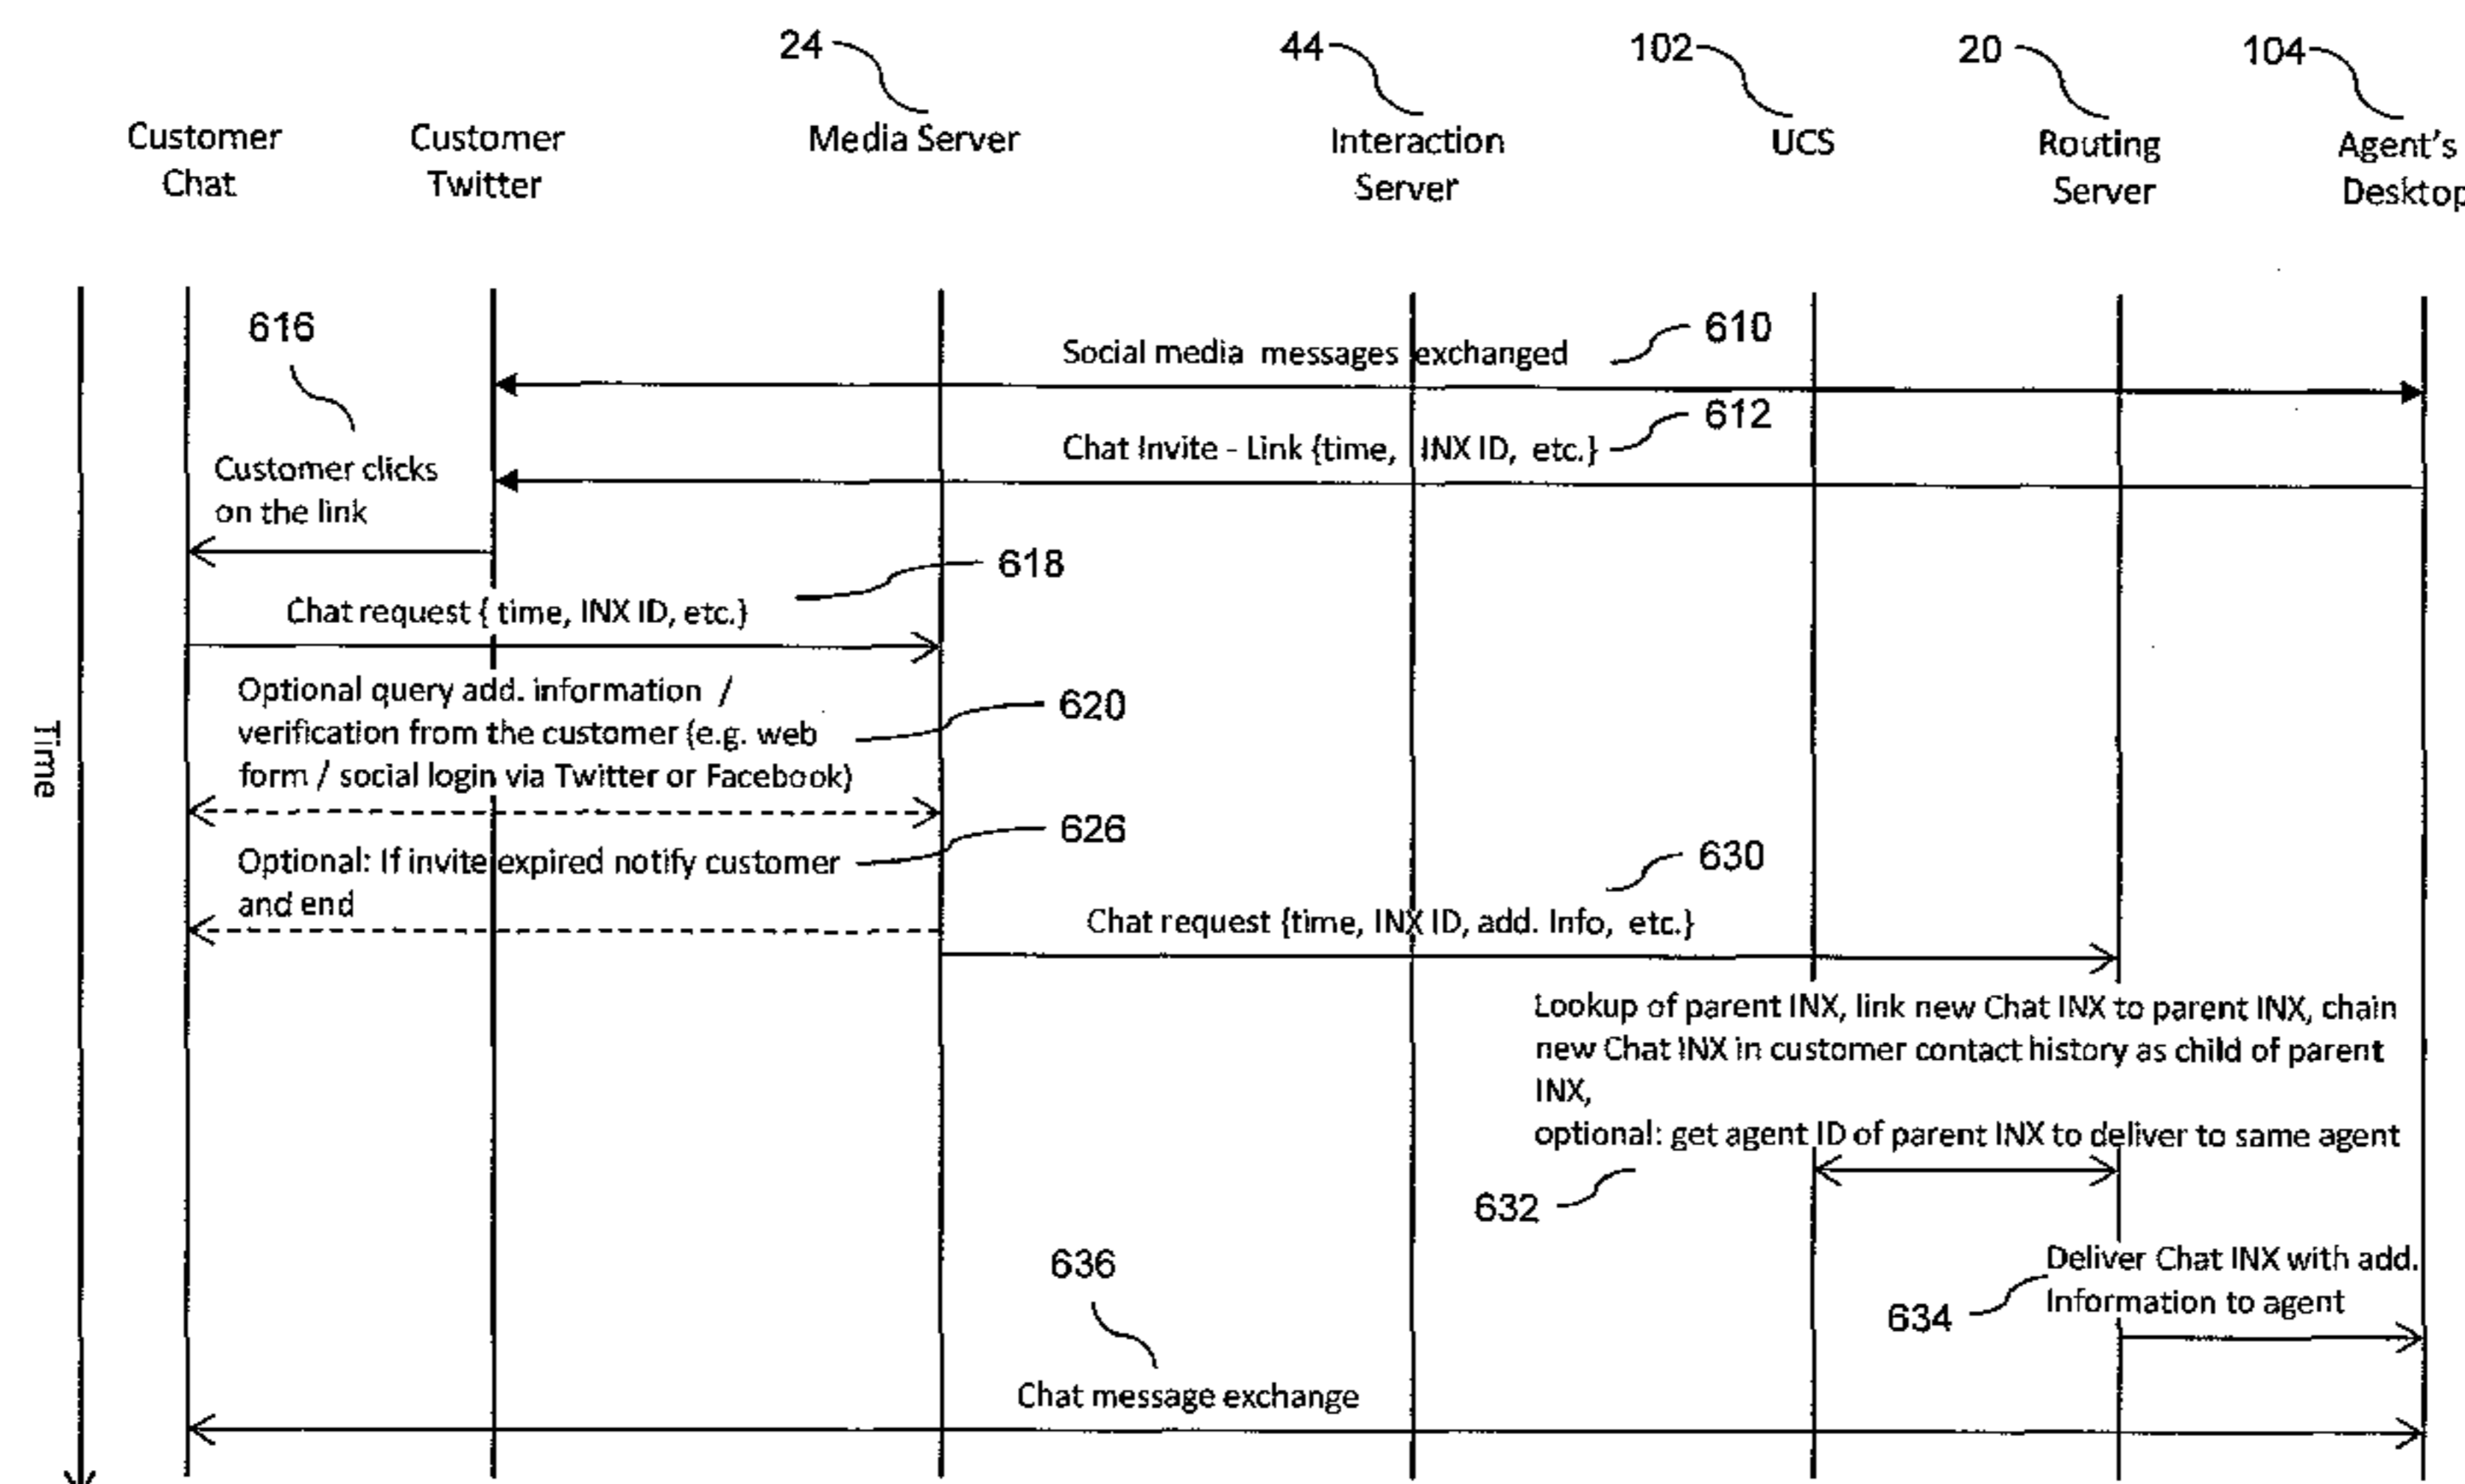 24
44
102
20
104
Customer
Chat
Customer
Twitter
Media Server
Interaction
Server
UCS
Routing
Server
Agent's
Desktop
616
Social media messages exchanged
610
612
Chat Invite - Link {time, INX ID, etc.}
Customer clicks
on the link
618
Chat request { time, INX ID, etc.}
Optional query add. information /
verification from the customer (e.g. web
form / social login via Twitter or Facebook)
620
Time
626
Optional: If invite expired notify customer
and end
630
Chat request {time, INX ID, add. Info, etc.}
Lookup of parent INX, link new Chat INX to parent INX, chain
new Chat INX in customer contact history as child of parent
INX,
optional: get agent ID of parent INX to deliver to same agent
632
Deliver Chat INX with add.
Information to agent
634
636
Chat message exchange